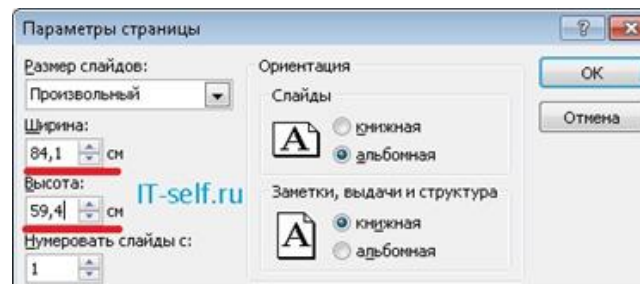 Параметры страницы
Размер слайдов:
Произвольный
Ширина:
84,1 см
Высота:
59,4 см
Нумеровать слайды с:
1
IT-self.ru
Ориентация
Слайды
A
книжная
альбомная
Заметки, выдачи и структура
A
книжная
альбомная
ОК
Отмена